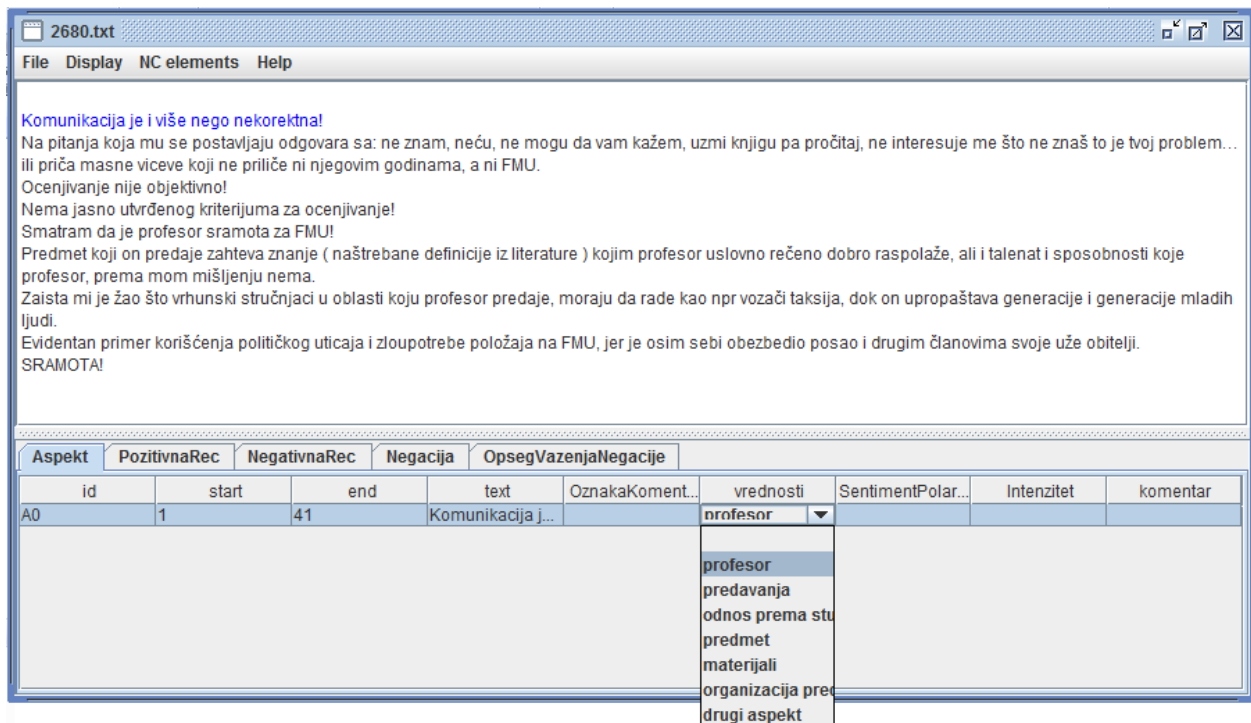 2680.txt
File Display NC elements Help
Komunikacija je i više nego nekorektna!
Na pitanja koja mu se postavljaju odgovara sa: ne znam, neću, ne mogu da vam kažem, uzmi knjigu pa pročitaj, ne interesuje me što ne znaš to je tvoj problem...
ili priča masne viceve koji ne priliče ni njegovim godinama, a ni FMU.
Ocenjivanje nije objektivno!
Nema jasno utvrđenog kriterijuma za ocenjivanje!
Smatram da je profesor sramota za FMU!
Predmet koji on predaje zahteva znanje ( naštrebane definicije iz literature ) kojim profesor uslovno rečeno dobro raspolaže, ali i talenat i sposobnosti koje
profesor, prema mom mišljenju nema.
Zaista mi je žao što vrhunski stručnjaci u oblasti koju profesor predaje, moraju da rade kao npr vozači taksija, dok on upropaštava generacije i generacije mladih
ljudi.
Evidentan primer korišćenja političkog uticaja i zloupotrebe položaja na FMU, jer je osim sebi obezbedio posao i drugim članovima svoje uže obitelji.
SRAMOTA!
Aspekt PozitivnaRec NegativnaRec Negacija OpsegVazenjaNegacije
id start end text OznakaKoment... vrednosti SentimentPolar... Intenzitet komentar
A0 1 41 Komunikacija j... profesor
profesor
predavanja
odnos prema stu
predmet
materijali
organizacija pred
drugi aspekt